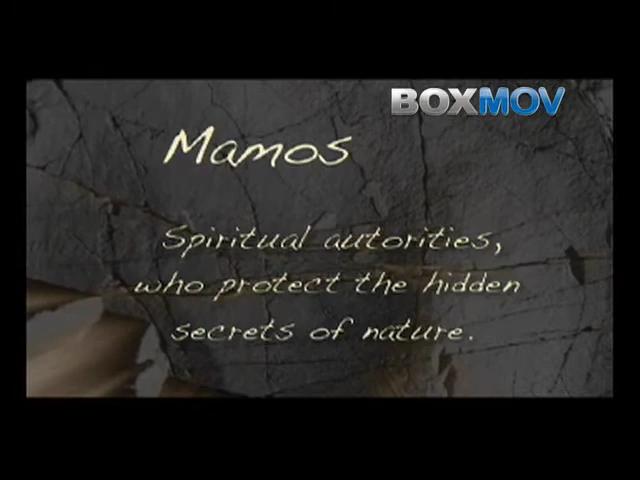 BOXMOV
Mamos
Spiritual autorities,
who protect the hidden
secrets of nature.